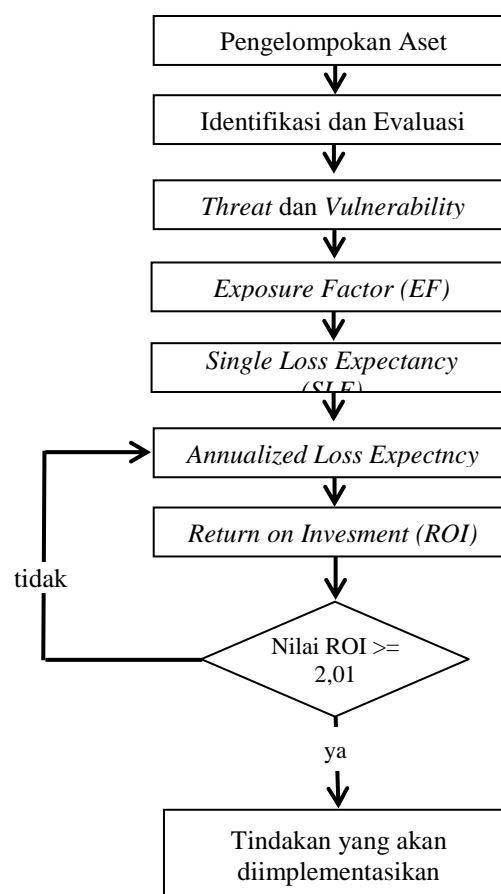 Pengelompokan Aset
Identifikasi dan Evaluasi
Threat dan Vulnerability
Exposure Factor (EF)
Single Loss Expectancy
(SLE)
Annualized Loss Expectncy
Return on Invesment (ROI)
tidak
Nilai ROI >=
2,01
ya
Tindakan yang akan
diimplementasikan